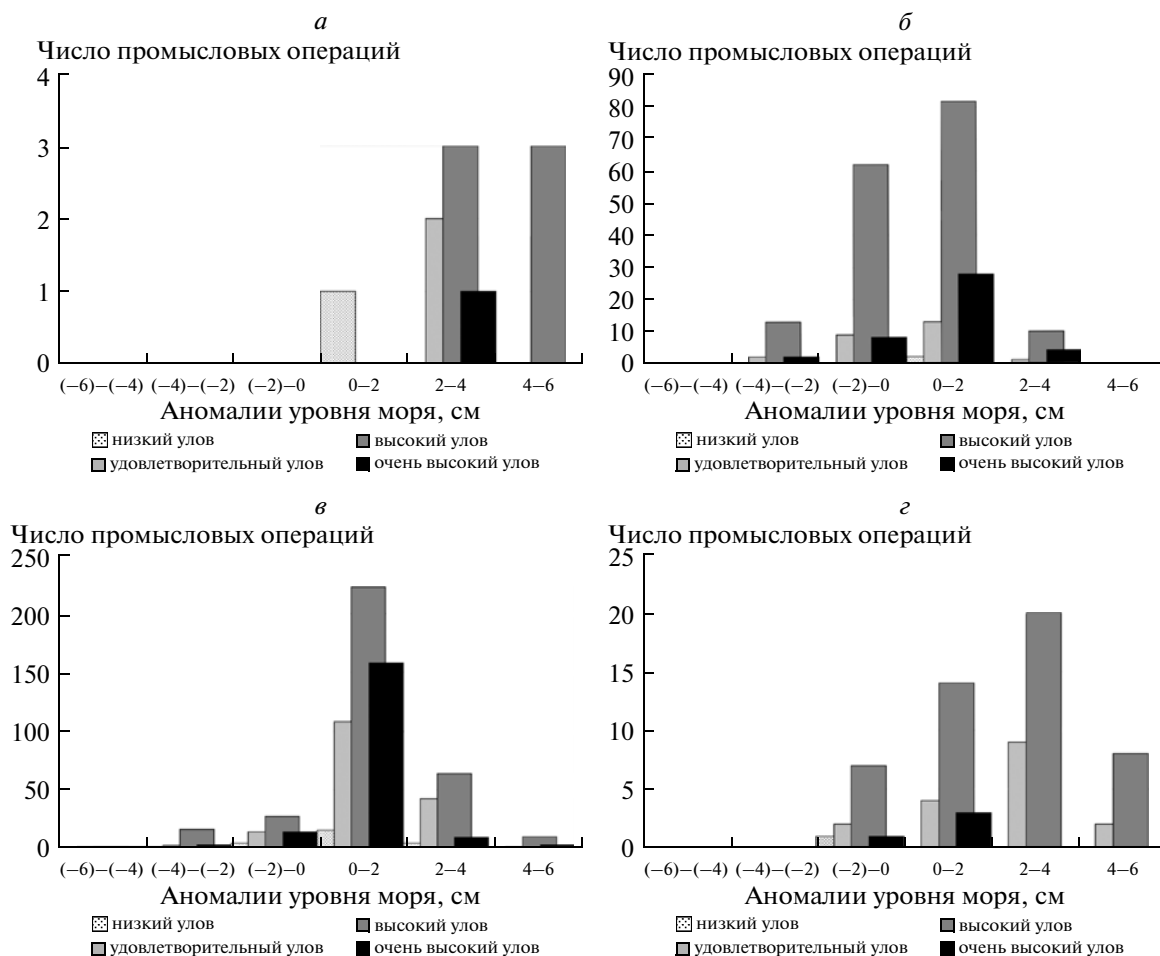 а
Число промысловых операций
4
3
2
1
0
(−6)−(−4) (−4)−(−2) (−2)−0 0−2 2−4 4−6
Аномалии уровня моря, см
низкий улов высокий улов
удовлетворительный улов очень высокий улов
б
Число промысловых операций
90
80
70
60
50
40
30
20
10
0
(−6)−(−4) (−4)−(−2) (−2)−0 0−2 2−4 4−6
Аномалии уровня моря, см
низкий улов высокий улов
удовлетворительный улов очень высокий улов
в
Число промысловых операций
250
200
150
100
50
0
(−6)−(−4) (−4)−(−2) (−2)−0 0−2 2−4 4−6
Аномалии уровня моря, см
низкий улов высокий улов
удовлетворительный улов очень высокий улов
г
Число промысловых операций
25
20
15
10
5
0
(−6)−(−4) (−4)−(−2) (−2)−0 0−2 2−4 4−6
Аномалии уровня моря, см
низкий улов высокий улов
удовлетворительный улов очень высокий улов